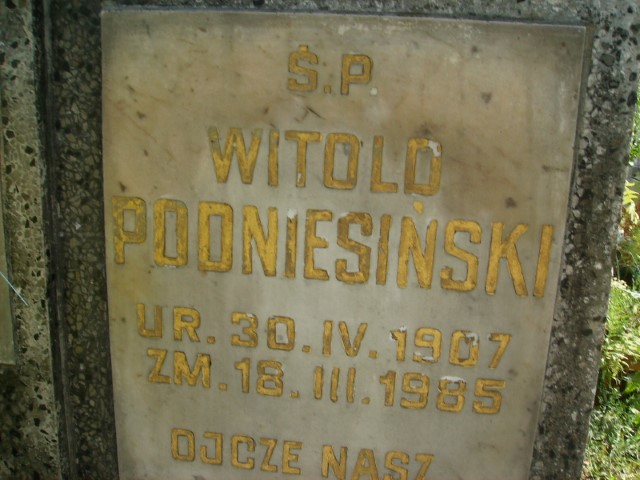 Ś.P.
WITOLD
PODNIESIŃSKI
UR. 30. IV. 1907
ZM. 18. III. 1985
OJCZE NASZ